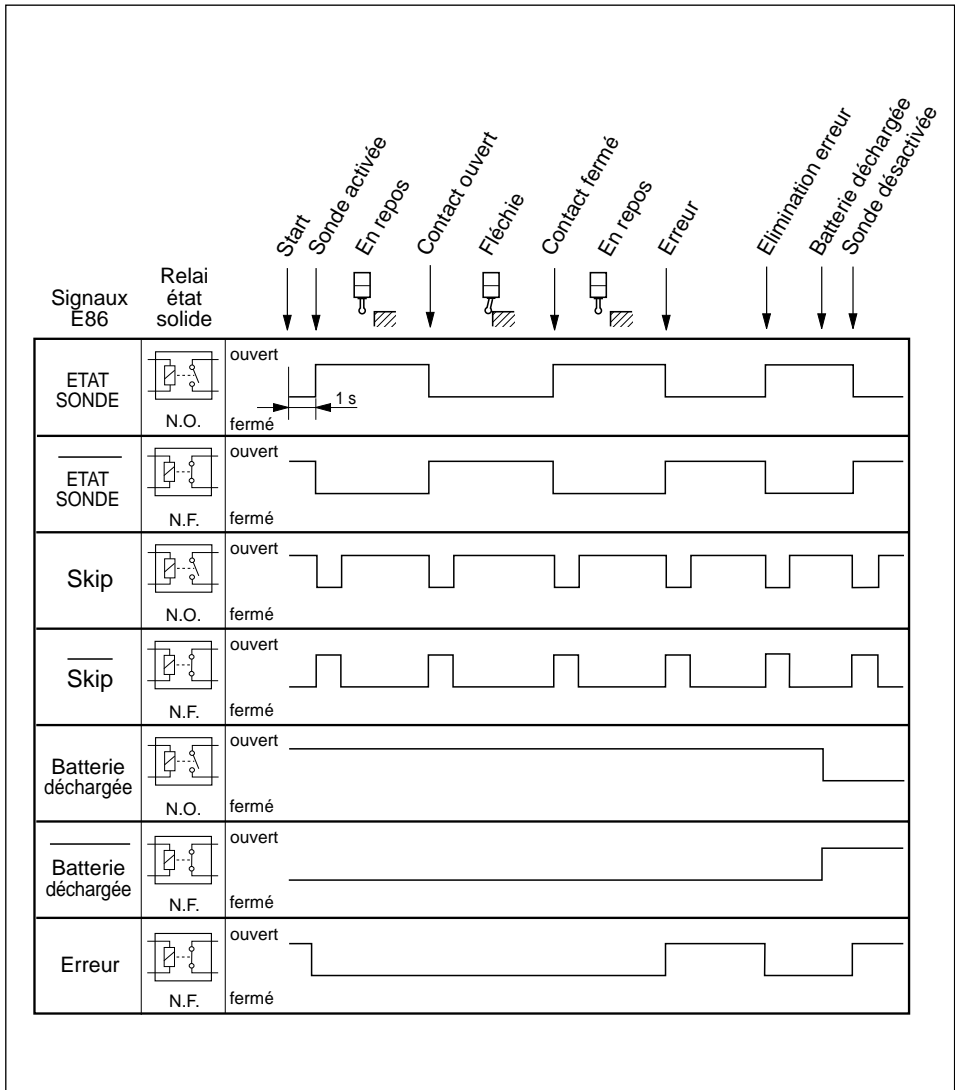 Start
Sonde activée
En repos
Contact ouvert
Fléchie
Contact fermé
En repos
Erreur
Elimination erreur
Batterie déchargée
Sonde désactivée
Signaux
E86
Relai
état
solide
ETAT
SONDE
N.O.
ouvert
1 s
fermé
ETAT
SONDE
N.F.
ouvert
fermé
Skip
N.O.
ouvert
fermé
Skip
N.F.
ouvert
fermé
Batterie
déchargée
N.O.
ouvert
fermé
Batterie
déchargée
N.F.
ouvert
fermé
Erreur
N.F.
ouvert
fermé